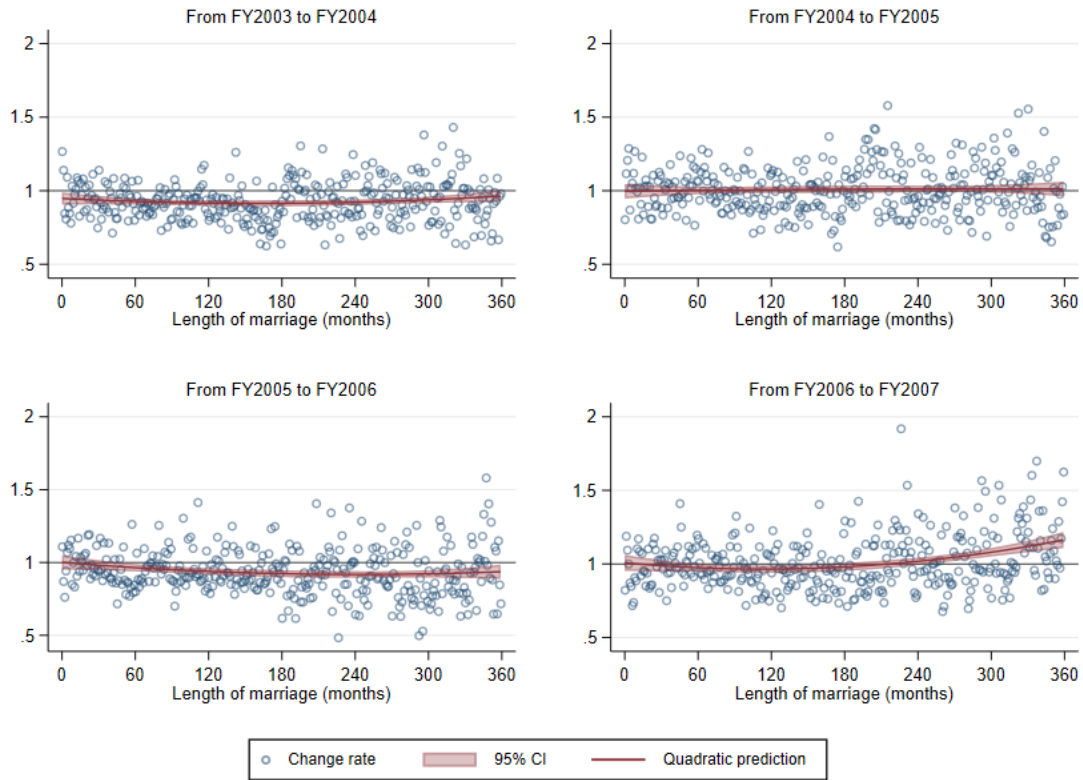 From FY2003 to FY2004
2
1.5
1
.5
0 60 120 180 240 300 360
Length of marriage (months)
From FY2004 to FY2005
2
1.5
1
.5
0 60 120 180 240 300 360
Length of marriage (months)
From FY2005 to FY2006
2
1.5
1
.5
0 60 120 180 240 300 360
Length of marriage (months)
From FY2006 to FY2007
2
1.5
1
.5
0 60 120 180 240 300 360
Length of marriage (months)
Change rate 95% CI Quadratic prediction